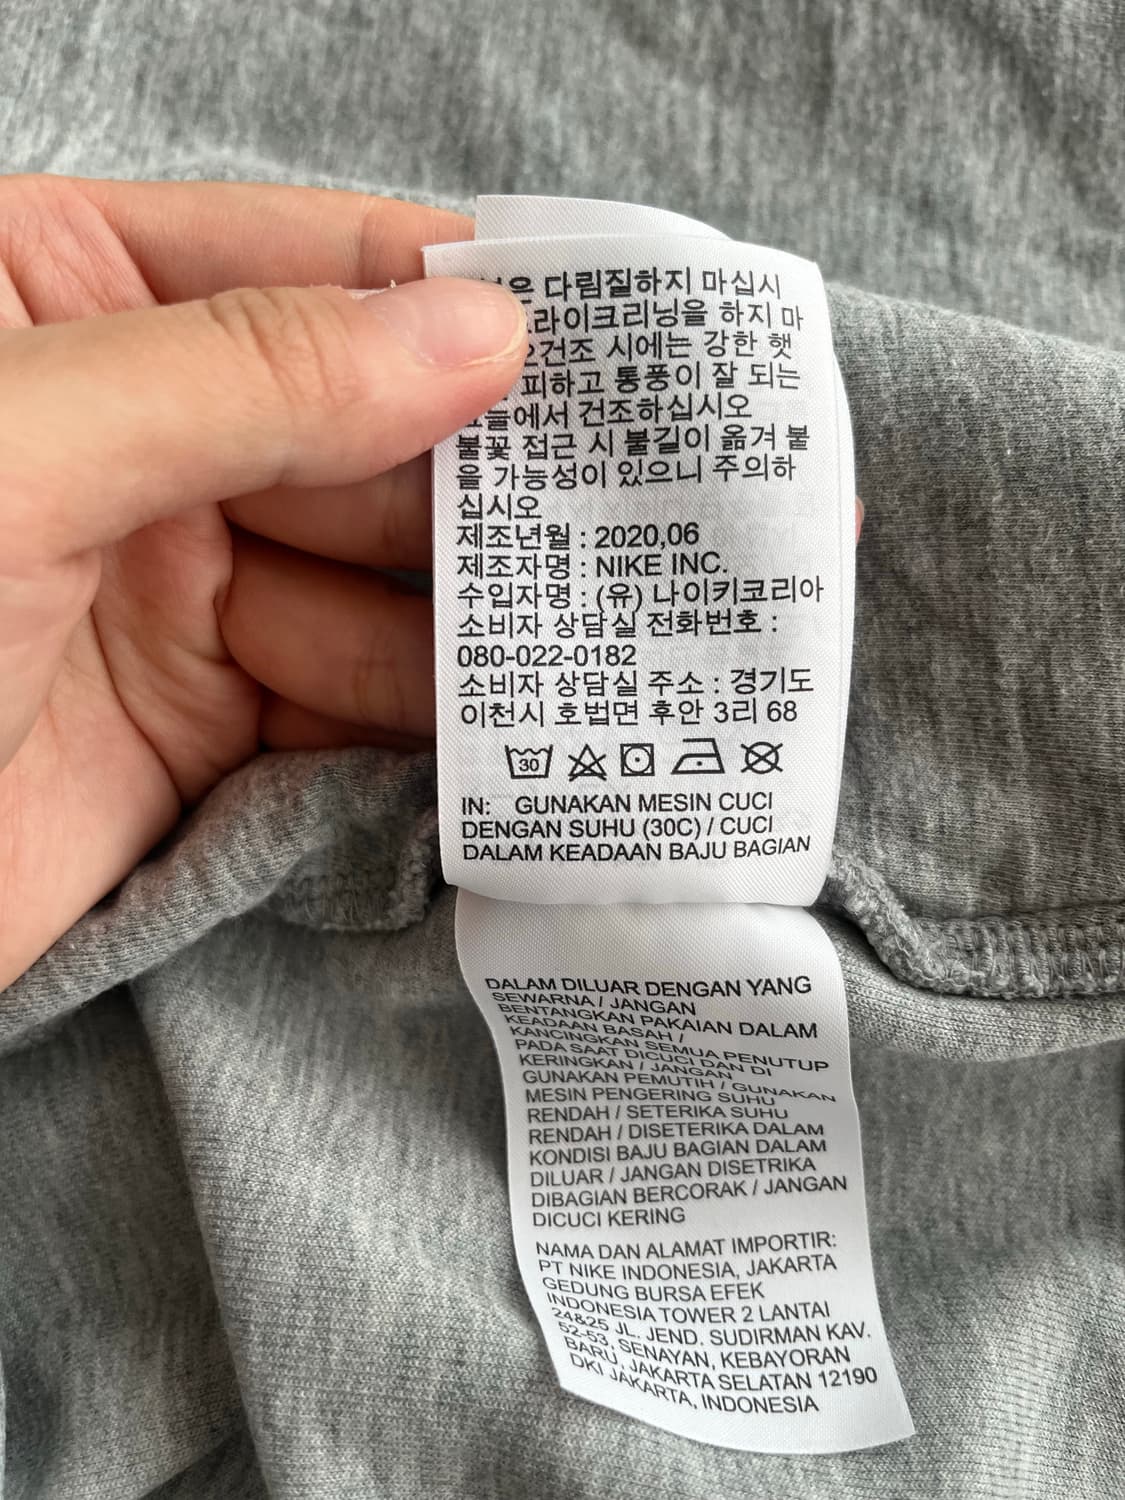 은 다림질하지 마십시
라이크리닝을 하지 마
건조 시에는 강한 햇
피하고 통풍이 잘 되는
에서 건조하십시오
불꽃 접근 시 불길이 옮겨 붙
을 가능성이 있으니 주의하
십시오
제조년월 : 2020,06
제조자명 : NIKE INC.
수입자명 : (유) 나이키코리아
소비자 상담실 전화번호 :
080-022-0182
소비자 상담실 주소 : 경기도
이천시 호법면 후안 3리 68
30
IN: GUNAKAN MESIN CUCI
DENGAN SUHU (30C) / CUCI
DALAM KEADAAN BAJU BAGIAN
DALAM DILUAR DENGAN YANG
SEWARNA / JANGAN
BENTANGKAN PAKAIAN DALAM
KEADAAN BASAH /
KANCINGKAN SEMUA PENUTUP
PADA SAAT DICUCI DAN DI
KERINGKAN / JANGAN
GUNAKAN PEMUTIH / GUNAKAN
MESIN PENGERING SUHU
RENDAH / SETERIKA SUHU
RENDAH / DISETERIKA DALAM
KONDISI BAJU BAGIAN DALAM
DILUAR / JANGAN DISETRIKA
DIBAGIAN BERCORAK / JANGAN
DICUCI KERING
NAMA DAN ALAMAT IMPORTIR:
PT NIKE INDONESIA, JAKARTA
GEDUNG BURSA EFEK
INDONESIA TOWER 2 LANTAI
24&25 JL. JEND. SUDIRMAN KAV.
52-53, SENAYAN, KEBAYORAN
BARU, JAKARTA SELATAN 12190
DKI JAKARTA, INDONESIA